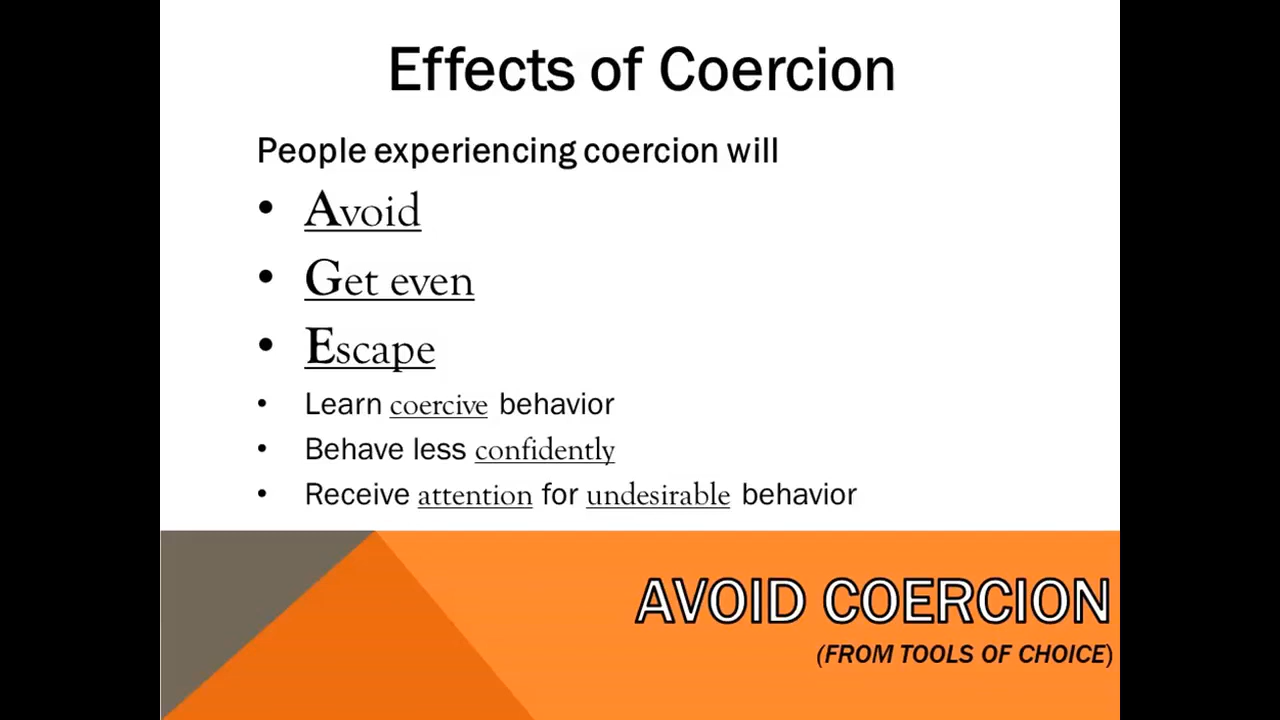 Effects of Coercion
People experiencing coercion will
• Avoid
• Get even
• Escape
• Learn coercive behavior
• Behave less confidently
• Receive attention for undesirable behavior
AVOID COERCION
(FROM TOOLS OF CHOICE)